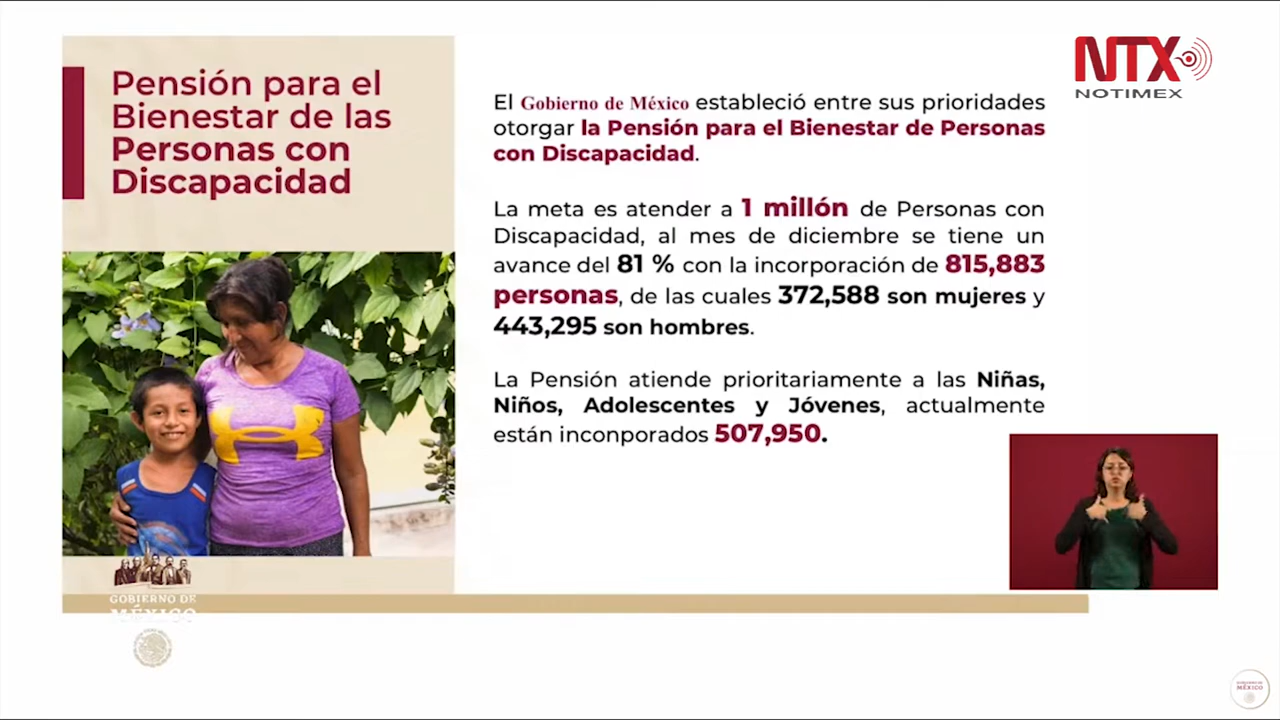 Pensión para el
Bienestar de las
Personas con
Discapacidad
NTX
NOTIMEX
El Gobierno de México estableció entre sus prioridades
otorgar la Pensión para el Bienestar de Personas
con Discapacidad.
La meta es atender a 1 millón de Personas con
Discapacidad, al mes de diciembre se tiene un
avance del 81 % con la incorporación de 815,883
personas, de las cuales 372,588 son mujeres y
443,295 son hombres.
La Pensión atiende prioritariamente a las Niñas,
Niños, Adolescentes y Jóvenes, actualmente
están inconporados 507,950.
GOBIERNO DE
MÉXICO
GOBIERNO DE
MÉXICO